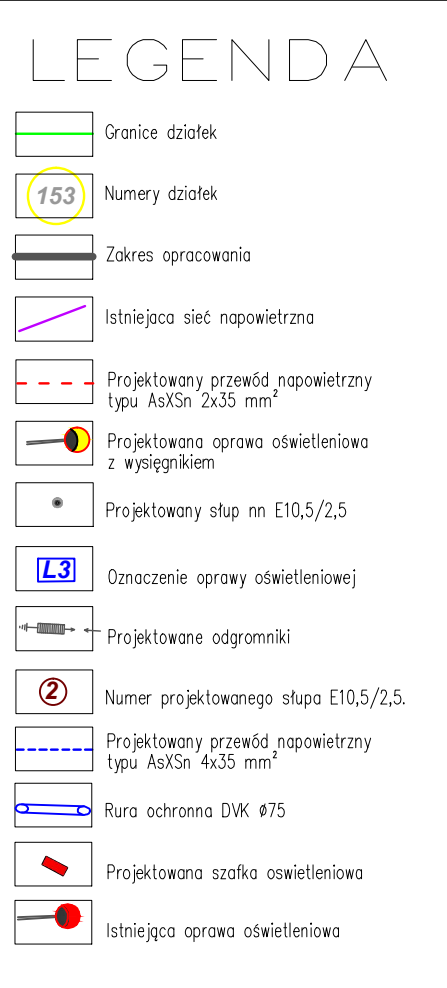 LEGENDA
Granice działek
153
Numery działek
Zakres opracowania
Istniejaca sieć napowietrzna
Projektowany przewód napowietrzny
typu AsXSn 2x35 mm²
Projektowana oprawa oświetleniowa
z wysięgnikiem
Projektowany słup nn E10,5/2,5
L3
Oznaczenie oprawy oświetleniowej
Projektowane odgromniki
2
Numer projektowanego słupa E10,5/2,5.
Projektowany przewód napowietrzny
typu AsXSn 4x35 mm²
Rura ochronna DVK Ø75
Projektowana szafka oswietleniowa
Istniejąca oprawa oświetleniowa